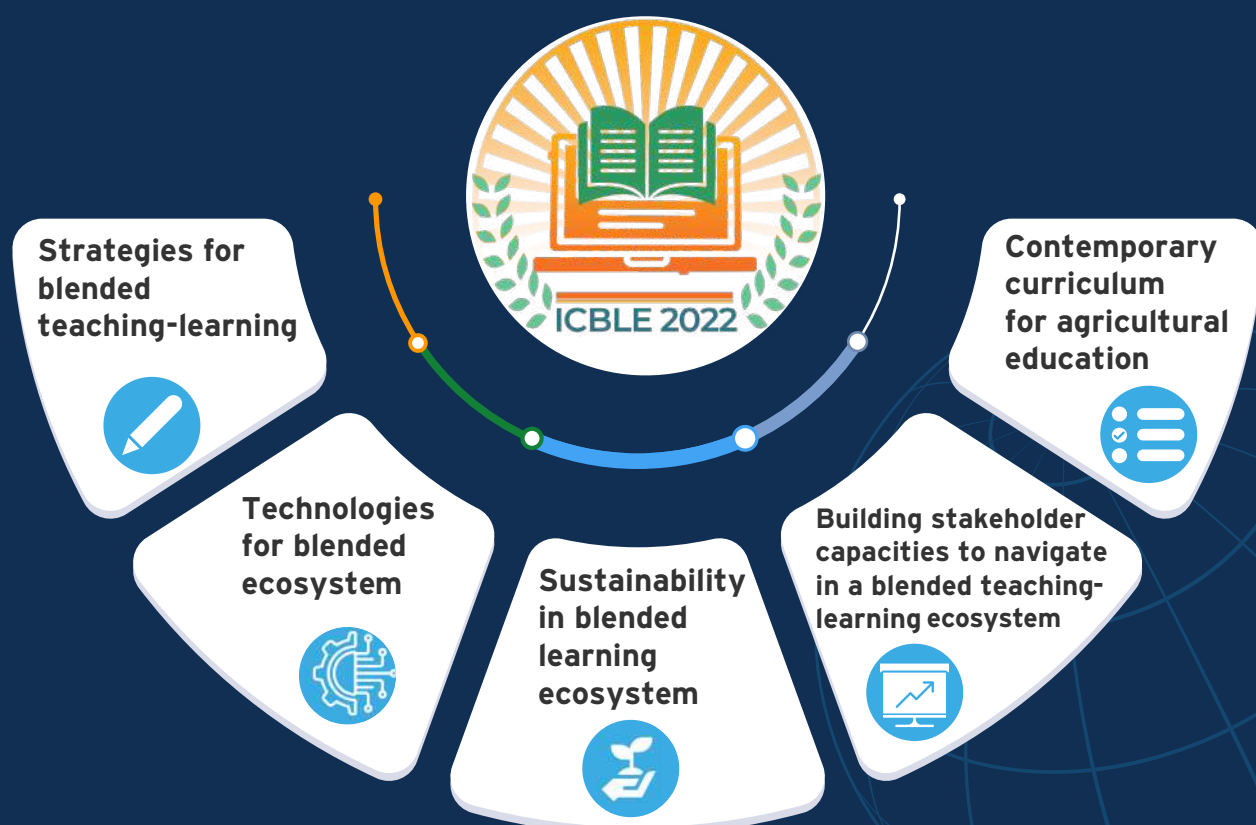 ICBLE 2022
Strategies for
blended
teaching-learning
Technologies
for blended
ecosystem
Sustainability
in blended
learning
ecosystem
Building stakeholder
capacities to navigate
in a blended teaching-
learning ecosystem
Contemporary
curriculum
for agricultural
education